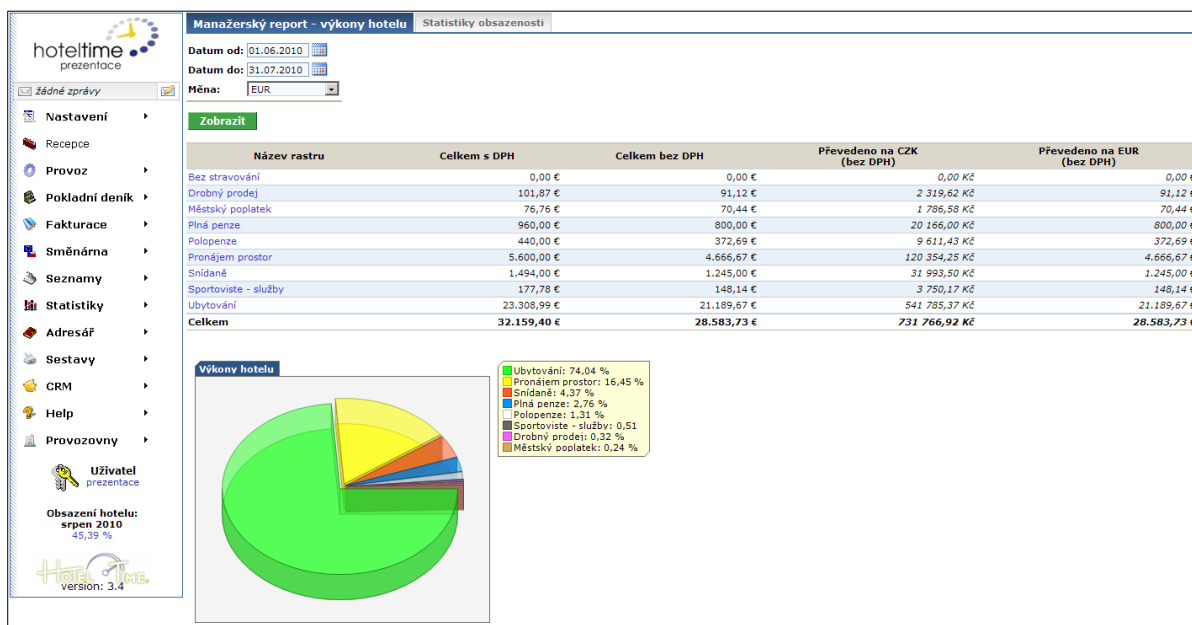 hoteltime
prezentace
žádné zprávy
Nastavení
Recepce
Provoz
Pokladní deník
Fakturace
Směnárna
Seznamy
Statistiky
Adresář
Sestavy
CRM
Help
Provozovny
Uživatel
prezentace
Obsazení hotelu:
srpen 2010
45,39 %
HOTEL TIME.
version: 3.4
Manažerský report - výkony hotelu Statistiky obsazenosti
Datum od: 01.06.2010
Datum do: 31.07.2010
Měna: EUR
Zobrazit
Název rastru Celkem s DPH Celkem bez DPH Převedeno na CZK (bez DPH) Převedeno na EUR (bez DPH)
Bez stravování 0,00 € 0,00 € 0,00 Kč 0,00 €
Drobný prodej 101,87 € 91,12 € 2 319,62 Kč 91,12 €
Městský poplatek 76,76 € 70,44 € 1 786,58 Kč 70,44 €
Plná penze 960,00 € 800,00 € 20 166,00 Kč 800,00 €
Polopenze 440,00 € 372,69 € 9 611,43 Kč 372,69 €
Pronájem prostor 5.600,00 € 4.666,67 € 120 354,25 Kč 4.666,67 €
Snídaně 1.494,00 € 1.245,00 € 31 993,50 Kč 1.245,00 €
Sportoviste - služby 177,78 € 148,14 € 3 750,17 Kč 148,14 €
Ubytování 23.308,99 € 21.189,67 € 541 785,37 Kč 21.189,67 €
Celkem 32.159,40 € 28.583,73 € 731 766,92 Kč 28.583,73 €
Výkony hotelu
Ubytování: 74,04 %
Pronájem prostor: 16,45 %
Snídaně: 4,37 %
Plná penze: 2,76 %
Polopenze: 1,31 %
Sportoviste - služby: 0,51
Drobný prodej: 0,32 %
Městský poplatek: 0,24 %